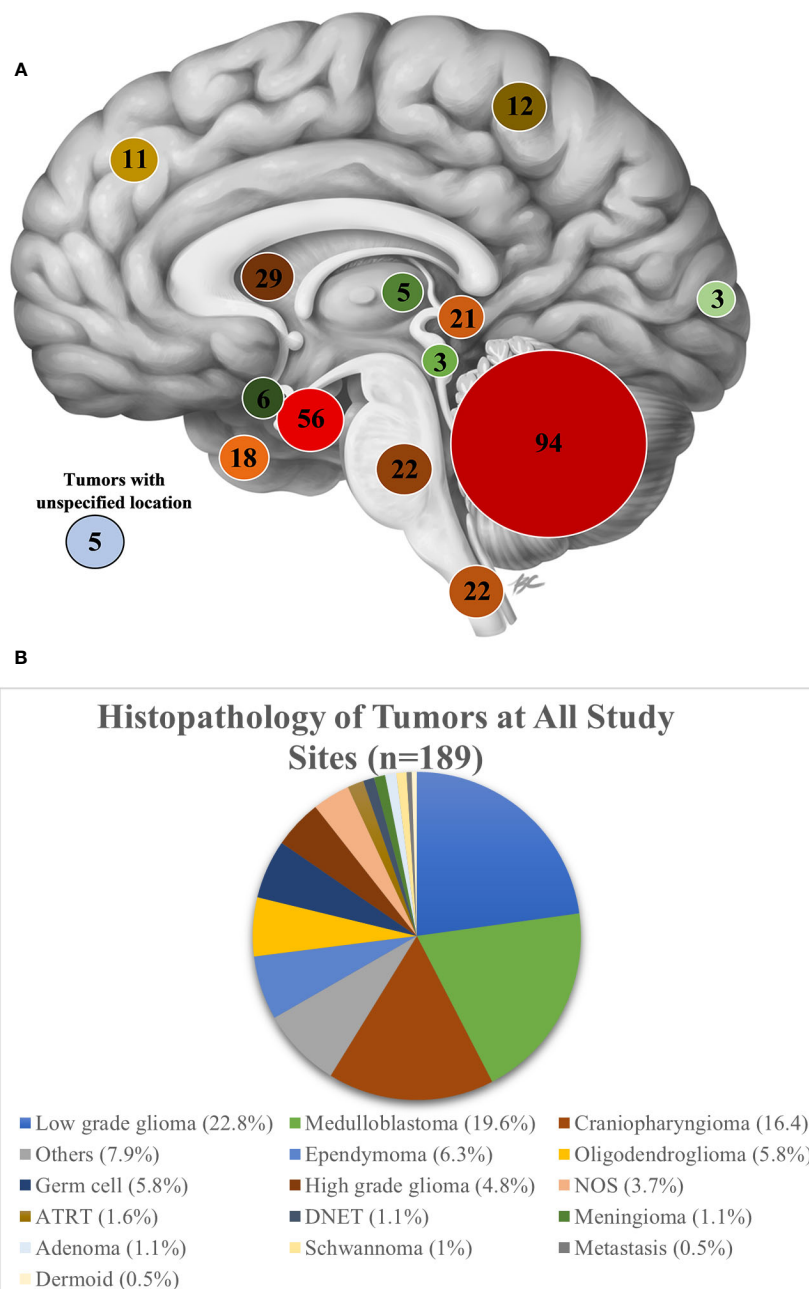 A
12
11
29
5
21
3
3
6
56
94
18
22
Tumors with
unspecified location
5
22
B
Histopathology of Tumors at All Study
Sites (n=189)
Low grade glioma (22.8%) Medulloblastoma (19.6%) Craniopharyngioma (16.4)
Others (7.9%) Ependymoma (6.3%) Oligodendroglioma (5.8%)
Germ cell (5.8%) High grade glioma (4.8%) NOS (3.7%)
ATRT (1.6%) DNET (1.1%) Meningioma (1.1%)
Adenoma (1.1%) Schwannoma (1%) Metastasis (0.5%)
Dermoid (0.5%)